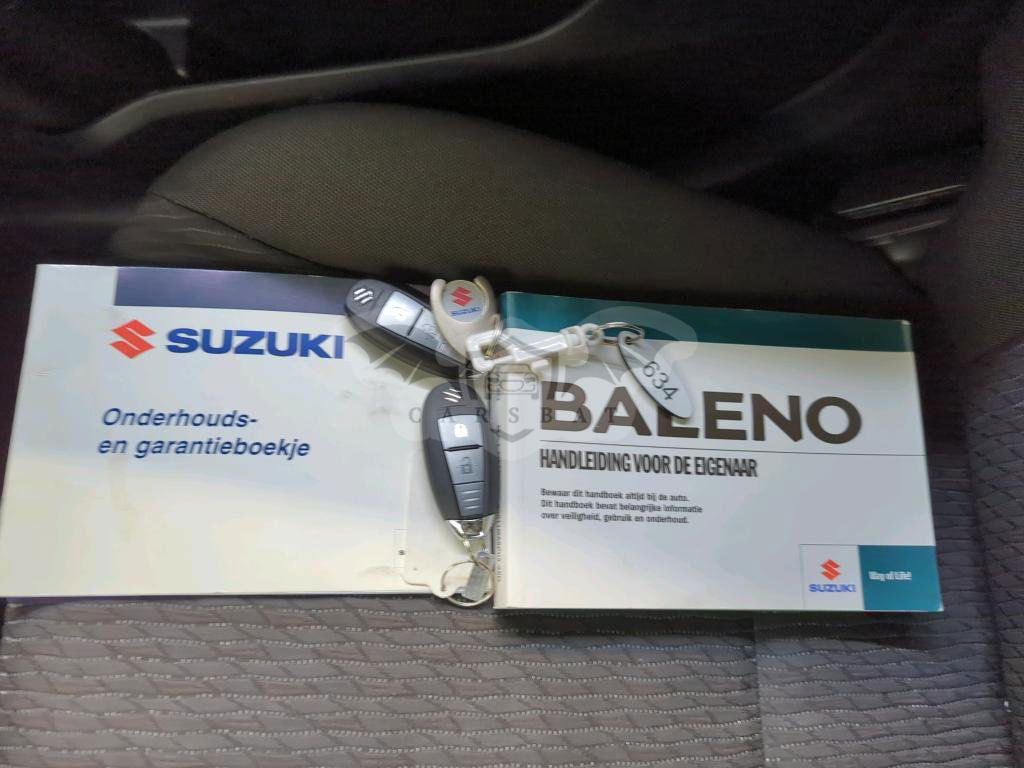 SUZUKI
Onderhouds-
en garantieboekje
SUZUKI
634
CARSBAT
BALENO
HANDLEIDING VOOR DE EIGENAAR
Bewaar dit handboek altijd bij de auto.
Dit handboek bevat belangrijke informatie
over veiligheid, gebruik en onderhoud.
SUZUKI
Way of Life!